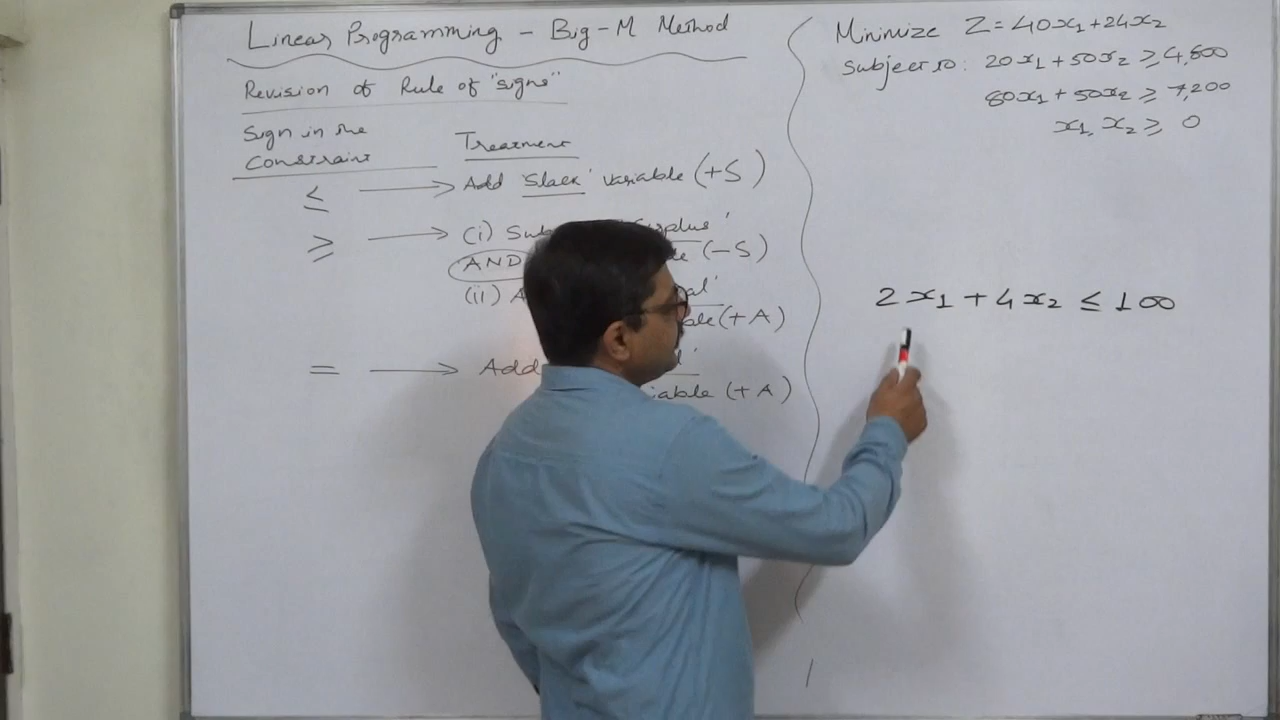 Linear Programming - Big-M Method
Revision of Rule of "signs"
Sign in the
Constraint
Treatment
≤ → Add 'Slack' variable (+S)
≥ → (i)
AND (-S)
(ii)
(+A)
= → Add
(+A)
Minimize Z = 40x₁ + 24x₂
Subject to: 20x₁ + 50x₂ ≥ 4,800
80x₁ + 50x₂ ≥ 7,200
x₁, x₂ ≥ 0
2x₁ + 4x₂ ≤ 100